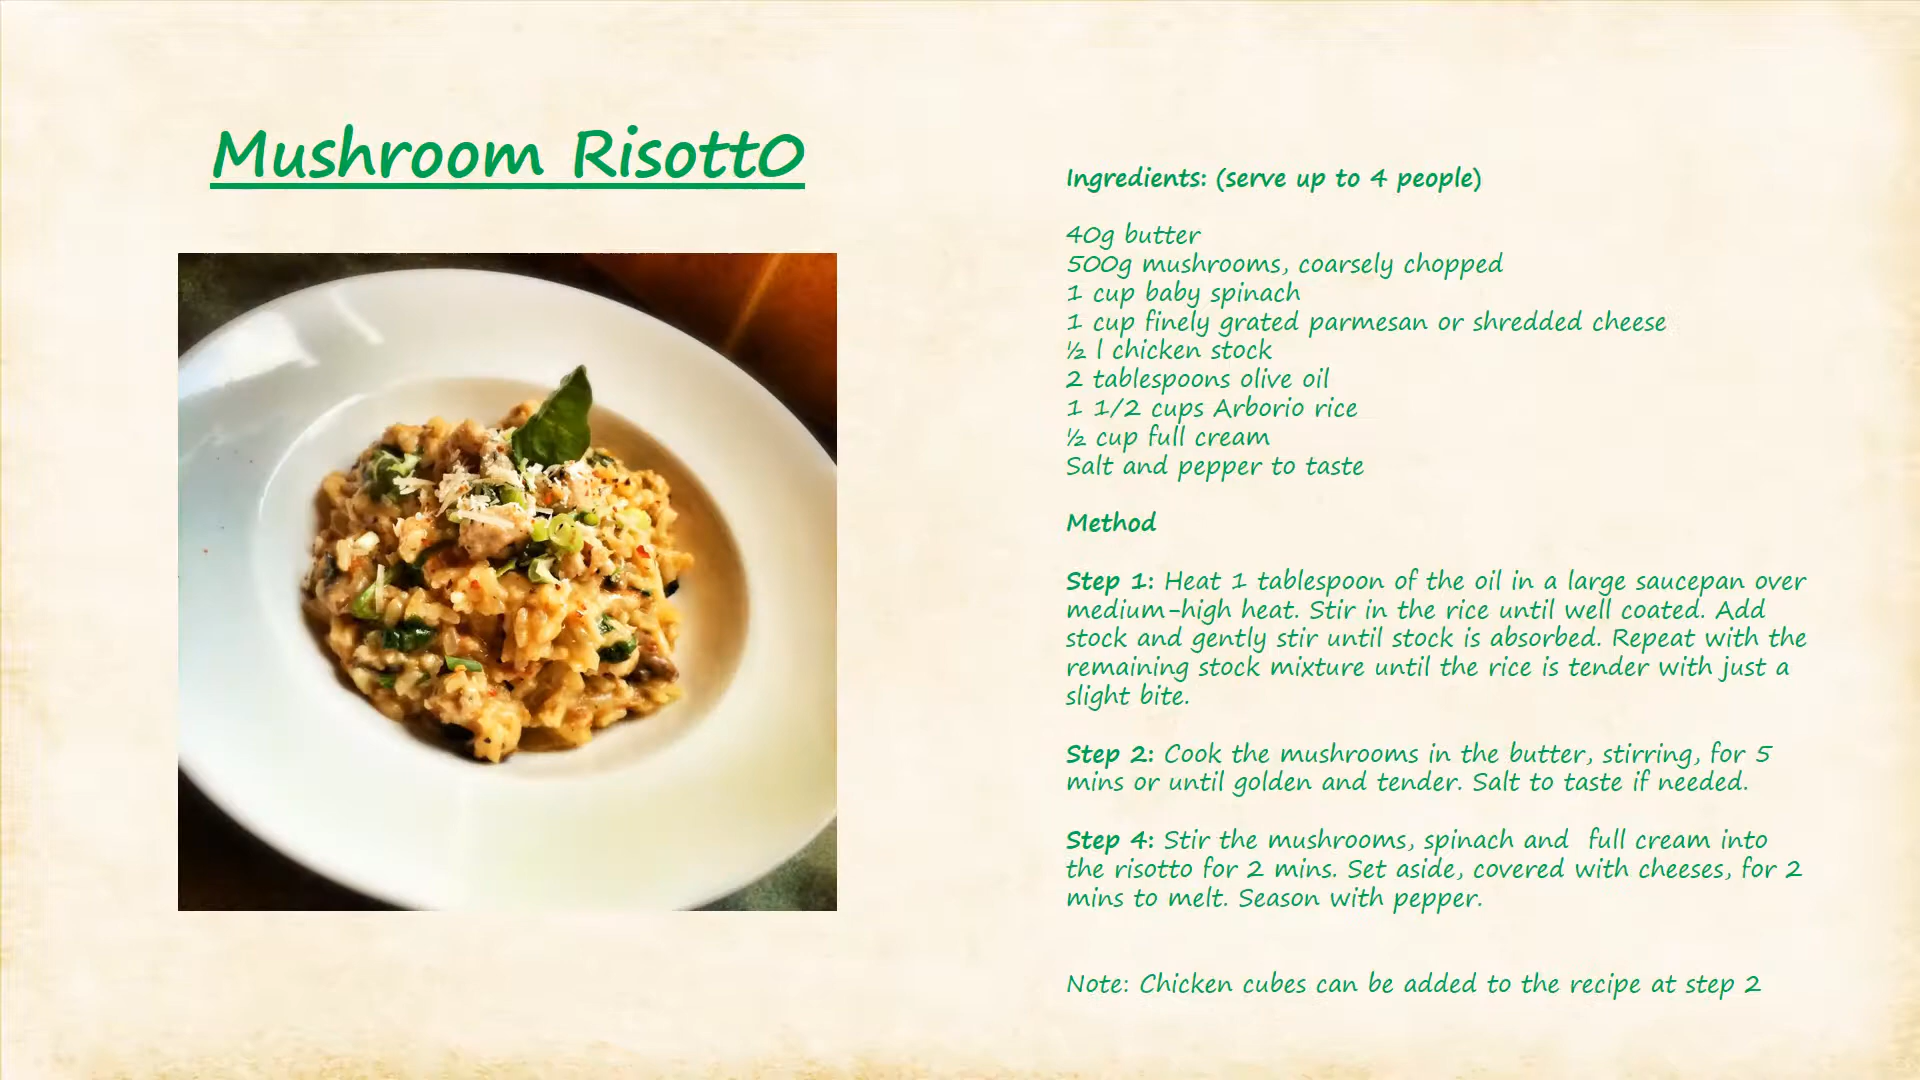 Mushroom RisottO
Ingredients: (serve up to 4 people)
40g butter
500g mushrooms, coarsely chopped
1 cup baby spinach
1 cup finely grated parmesan or shredded cheese
½ l chicken stock
2 tablespoons olive oil
1 1/2 cups Arborio rice
½ cup full cream
Salt and pepper to taste
Method
Step 1: Heat 1 tablespoon of the oil in a large saucepan over
medium-high heat. Stir in the rice until well coated. Add
stock and gently stir until stock is absorbed. Repeat with the
remaining stock mixture until the rice is tender with just a
slight bite.
Step 2: Cook the mushrooms in the butter, stirring, for 5
mins or until golden and tender. Salt to taste if needed.
Step 4: Stir the mushrooms, spinach and  full cream into
the risotto for 2 mins. Set aside, covered with cheeses, for 2
mins to melt. Season with pepper.
Note: Chicken cubes can be added to the recipe at step 2